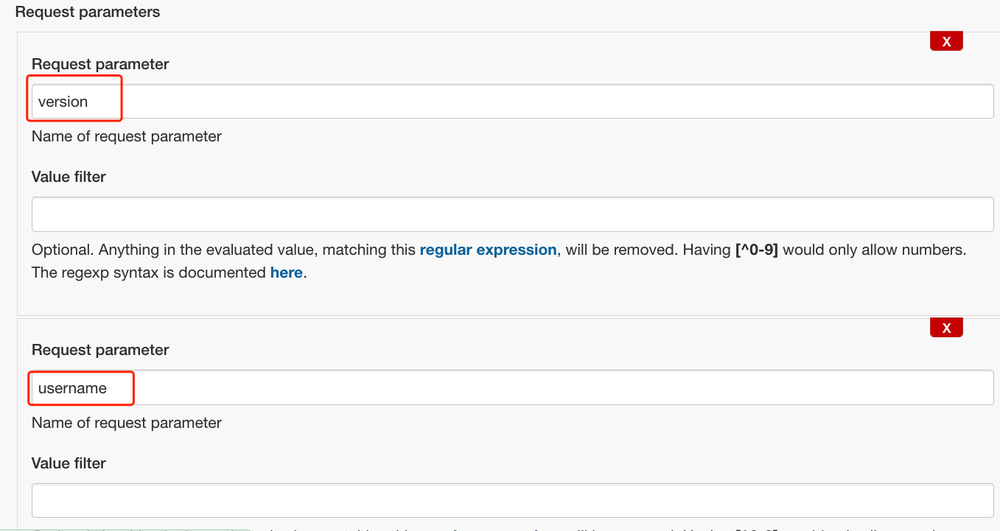 Request parameters
X
Request parameter
version
Name of request parameter
Value filter
Optional. Anything in the evaluated value, matching this regular expression, will be removed. Having [^0-9] would only allow numbers.
The regexp syntax is documented here.
X
Request parameter
username
Name of request parameter
Value filter